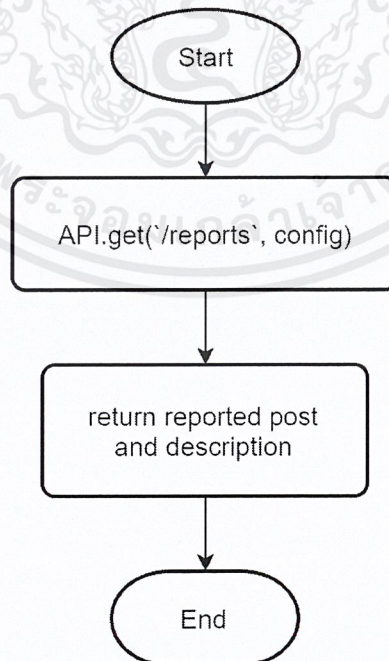 Start
API.get(`/reports`, config)
return reported post
and description
End